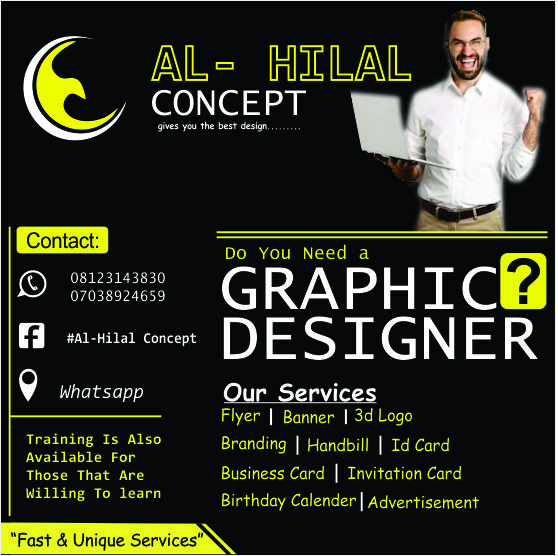 AL- HILAL
CONCEPT
gives you the best design.........
Contact:
08123143830
07038924659
#Al-Hilal Concept
Whatsapp
Training Is Also
Available For
Those That Are
Willing To learn
"Fast & Unique Services"
Do You Need a
GRAPHIC?
DESIGNER
Our Services
Flyer | Banner | 3d Logo
Branding | Handbill | Id Card
Business Card | Invitation Card
Birthday Calender | Advertisement